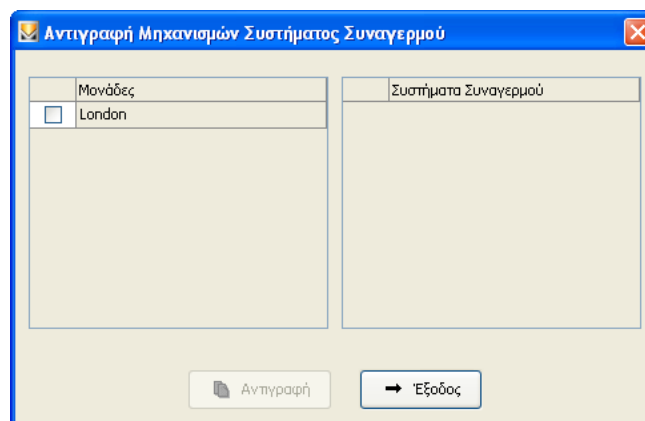 Αντιγραφή Μηχανισμών Συστήματος Συναγερμού
Μονάδες
Συστήματα Συναγερμού
London
Αντιγραφή
Έξοδος